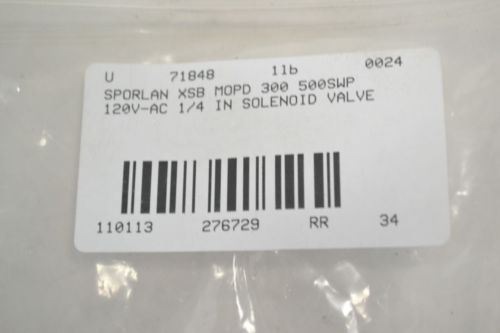 U 71848 1lb 0024
SPORLAN XSB MOPD 300 500SWP
120V-AC 1/4 IN SOLENOID VALVE
110113 276729 RR 34